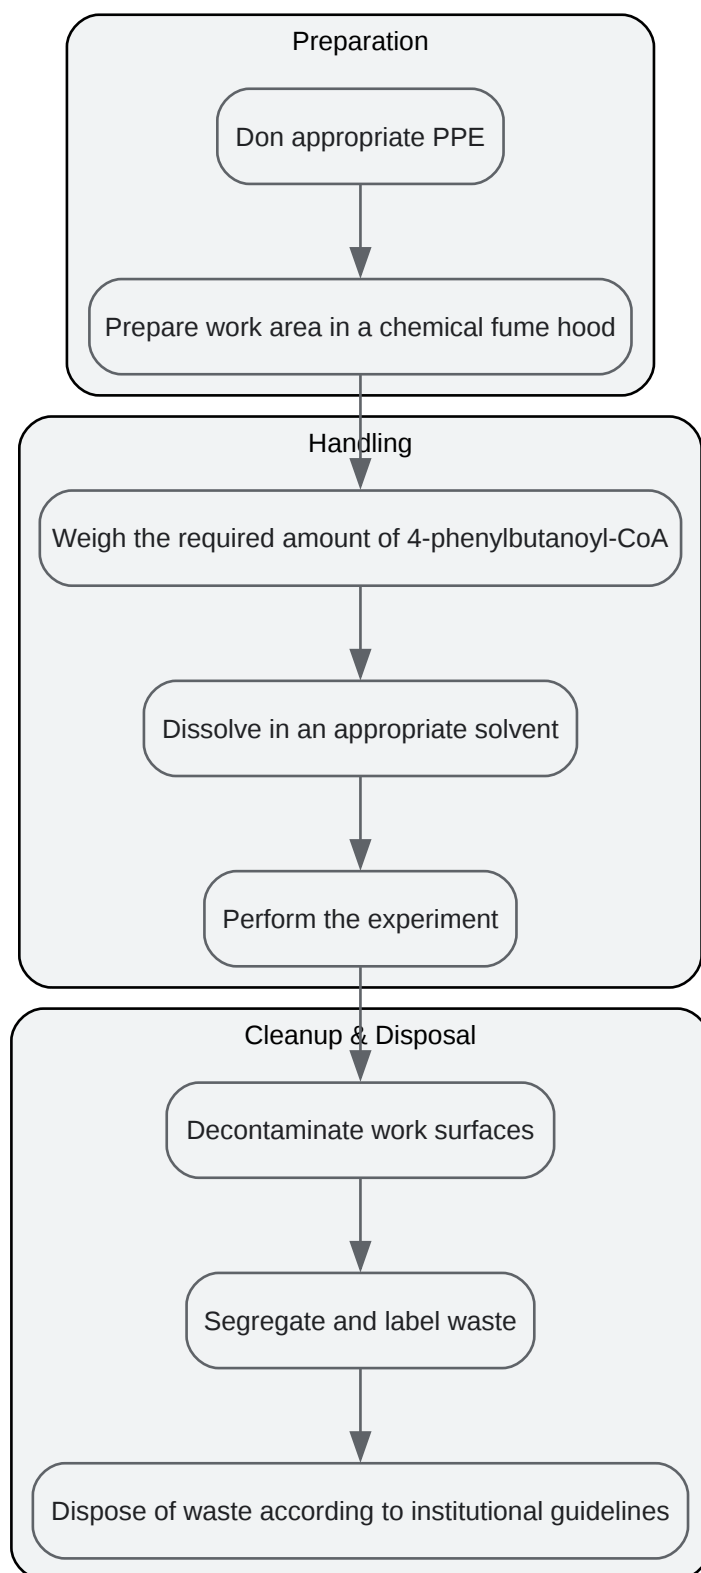 Preparation
Don appropriate PPE
Prepare work area in a chemical fume hood
Handling
Weigh the required amount of 4-phenylbutanoyl-CoA
Dissolve in an appropriate solvent
Perform the experiment
Cleanup & Disposal
Decontaminate work surfaces
Segregate and label waste
Dispose of waste according to institutional guidelines